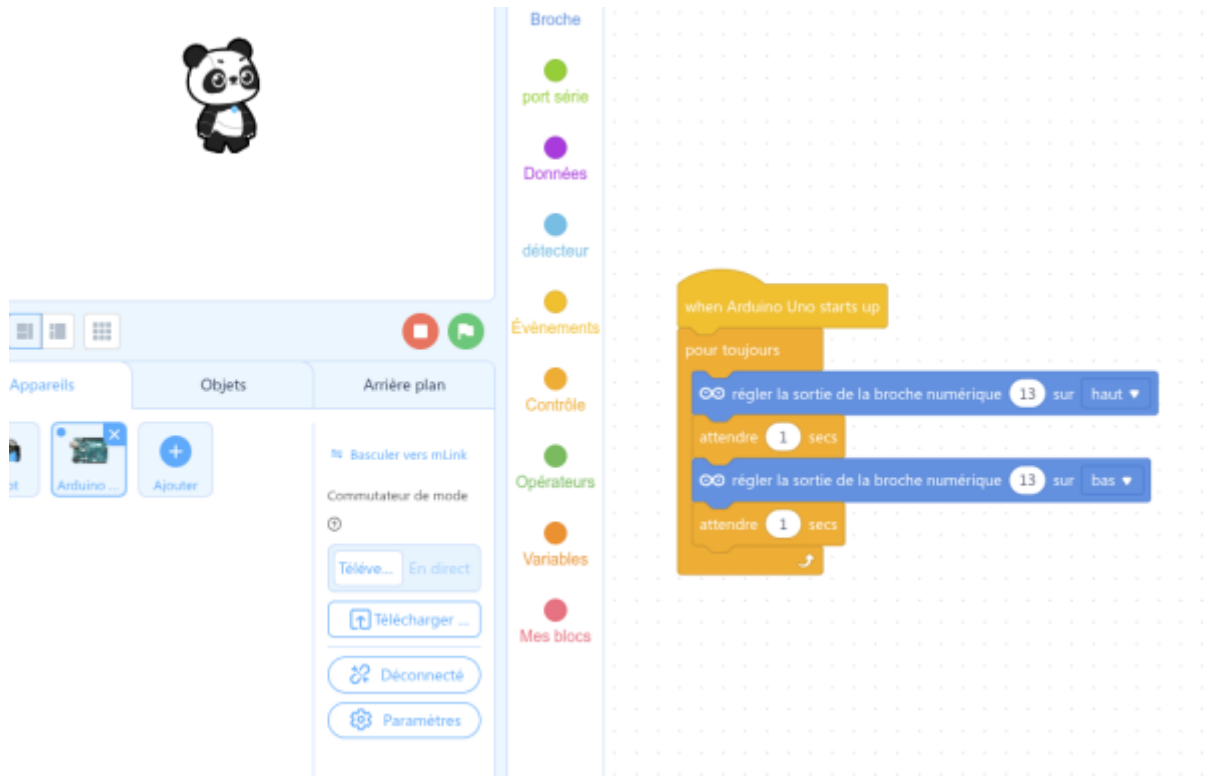 Appareils
Objets
Arrière plan
ot
Arduino ...
Ajouter
Basculer vers mLink
Commutateur de mode
Téléve...
En direct
Télécharger ...
Déconnecté
Paramètres
Broche
port série
Données
détecteur
Évènements
Contrôle
Opérateurs
Variables
Mes blocs
when Arduino Uno starts up
pour toujours
régler la sortie de la broche numérique 13 sur haut
attendre 1 secs
régler la sortie de la broche numérique 13 sur bas
attendre 1 secs